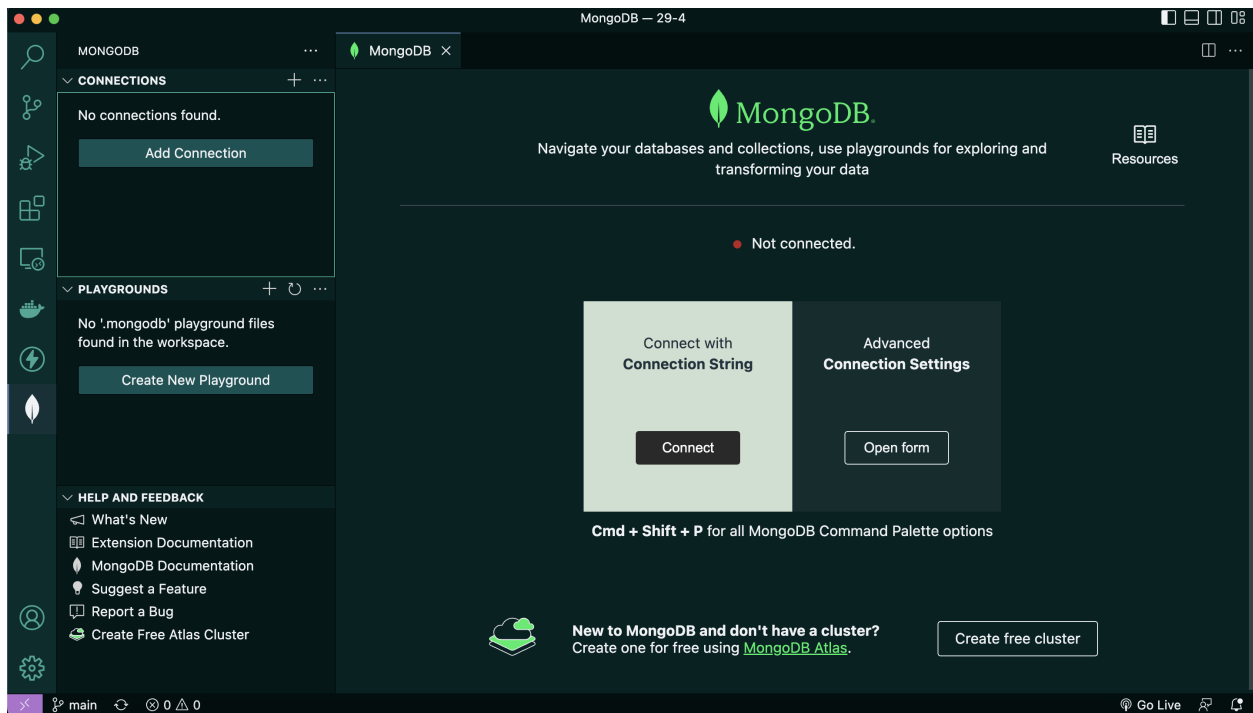 MongoDB — 29-4
MONGODB
MongoDB
CONNECTIONS
No connections found.
Add Connection
PLAYGROUNDS
No '.mongodb' playground files
found in the workspace.
Create New Playground
HELP AND FEEDBACK
What's New
Extension Documentation
MongoDB Documentation
Suggest a Feature
Report a Bug
Create Free Atlas Cluster
MongoDB.
Navigate your databases and collections, use playgrounds for exploring and
transforming your data
Resources
Not connected.
Connect with
Connection String
Connect
Advanced
Connection Settings
Open form
Cmd + Shift + P for all MongoDB Command Palette options
New to MongoDB and don't have a cluster?
Create one for free using MongoDB Atlas.
Create free cluster
main 0 0
Go Live